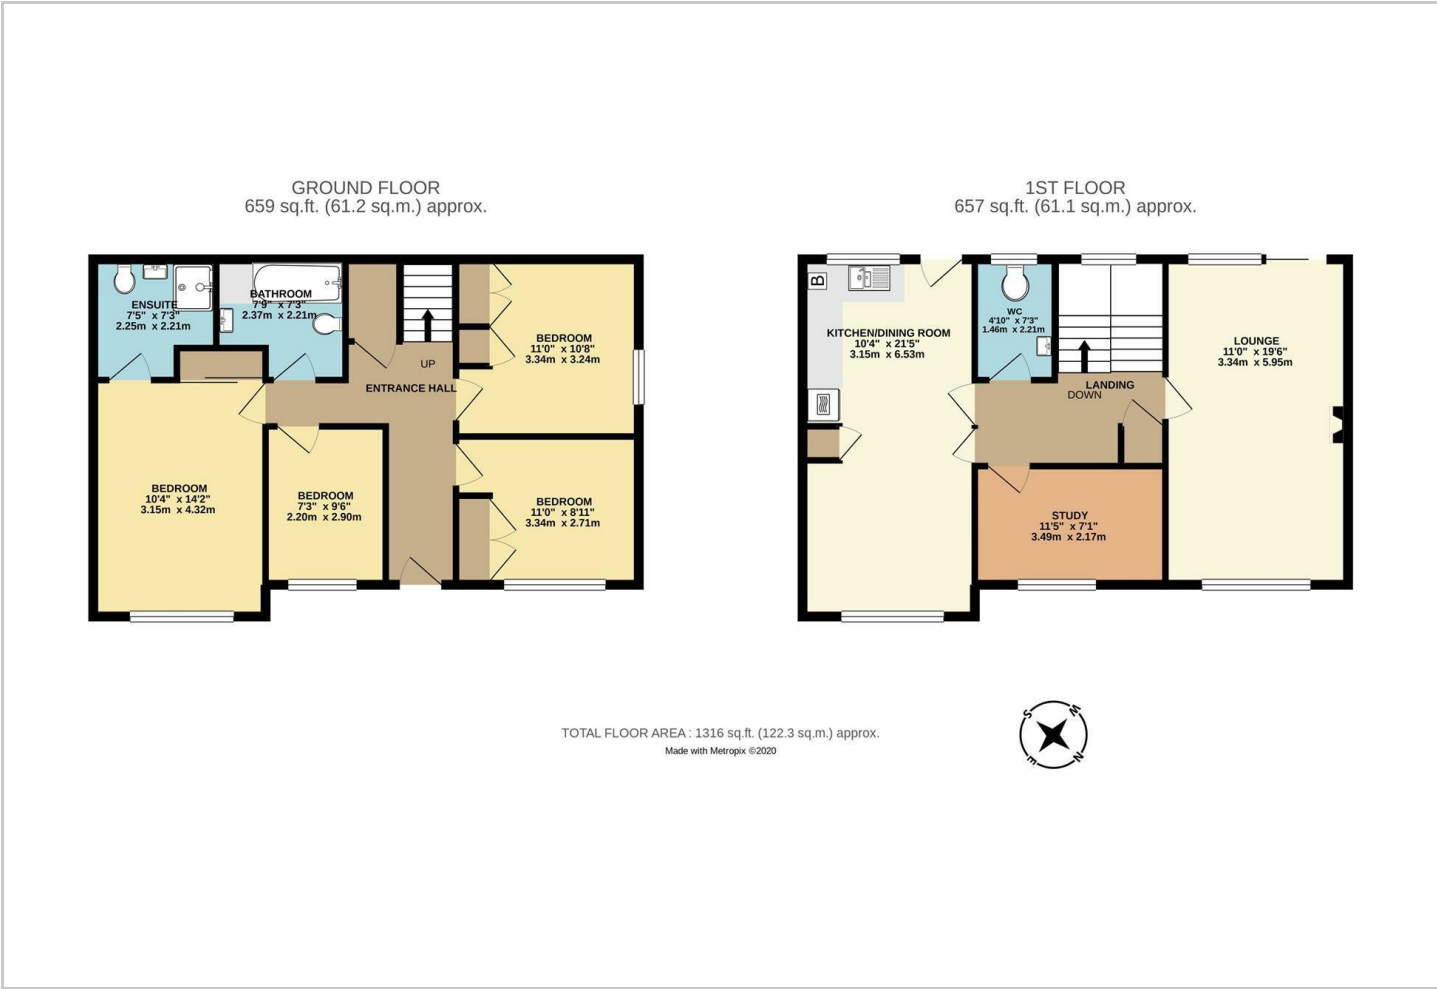 GROUND FLOOR
659 sq.ft. (61.2 sq.m.) approx.
ENSUITE
7'5" x 7'3"
2.25m x 2.21m
BATHROOM
7'9" x 7'3"
2.37m x 2.21m
BEDROOM
11'0" x 10'8"
3.34m x 3.24m
UP
ENTRANCE HALL
BEDROOM
10'4" x 14'2"
3.15m x 4.32m
BEDROOM
7'3" x 9'6"
2.20m x 2.90m
BEDROOM
11'0" x 8'11"
3.34m x 2.71m
1ST FLOOR
657 sq.ft. (61.1 sq.m.) approx.
B
KITCHEN/DINING ROOM
10'4" x 21'5"
3.15m x 6.53m
WC
4'10" x 7'3"
1.46m x 2.21m
LOUNGE
11'0" x 19'6"
3.34m x 5.95m
LANDING
DOWN
STUDY
11'5" x 7'1"
3.49m x 2.17m
TOTAL FLOOR AREA : 1316 sq.ft. (122.3 sq.m.) approx.
Made with Metropix ©2020
S
W
E
N